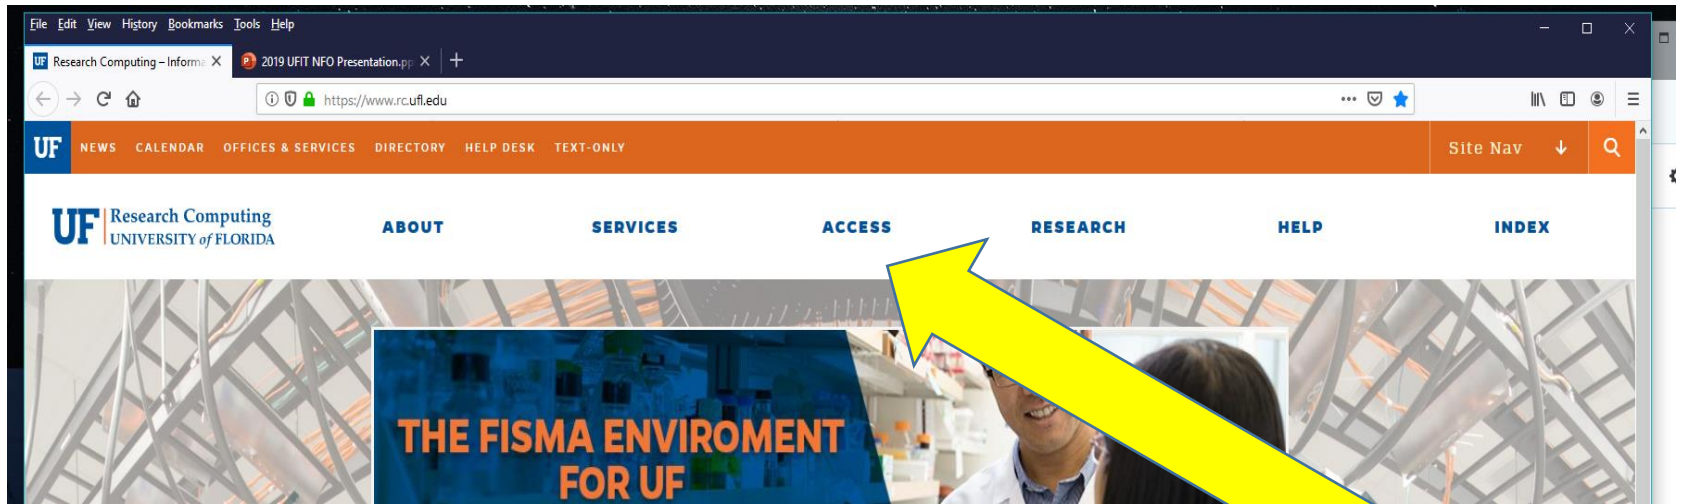 File Edit View History Bookmarks Tools Help
UF Research Computing – Informa 2019 UFIT NFO Presentation.pp
https://www.rc.ufl.edu
UF NEWS CALENDAR OFFICES & SERVICES DIRECTORY HELP DESK TEXT-ONLY Site Nav
UF Research Computing
UNIVERSITY of FLORIDA
ABOUT SERVICES ACCESS RESEARCH HELP INDEX
THE FISMA ENVIROMENT
FOR UF